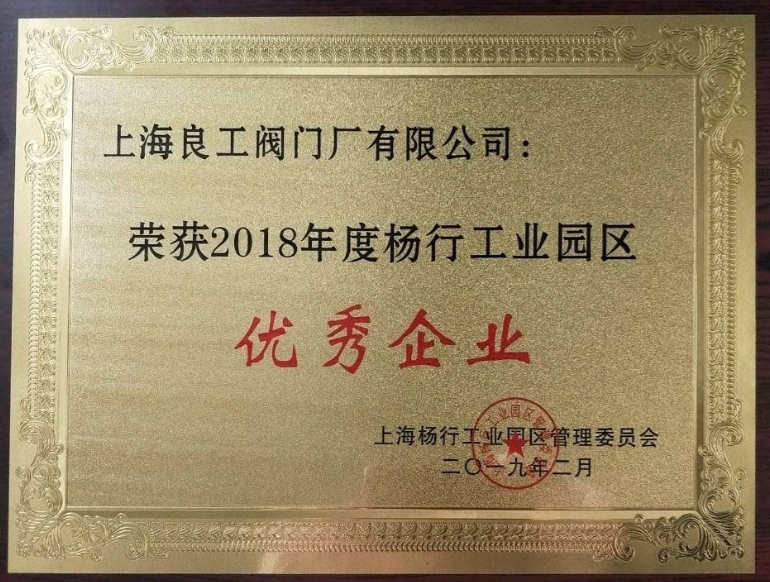 上海良工阀门厂有限公司：
荣获2018年度杨行工业园区
优秀企业
上海杨行工业园区管理委员会
二〇一九年二月